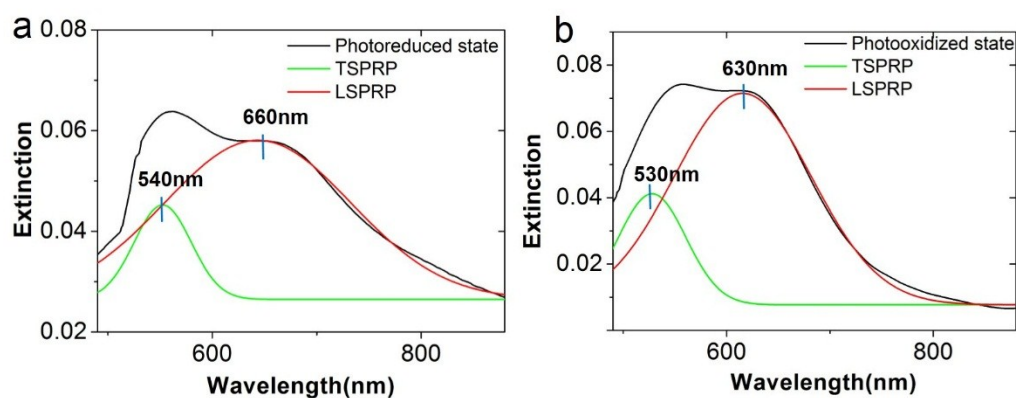 a
Photoreduced state
TSPRP
LSPRP
660nm
540nm
0.08
0.06
0.04
0.02
Extinction
600
800
Wavelength(nm)
b
Photooxidized state
TSPRP
LSPRP
630nm
530nm
0.08
0.06
0.04
0.02
Extinction
600
800
Wavelength(nm)